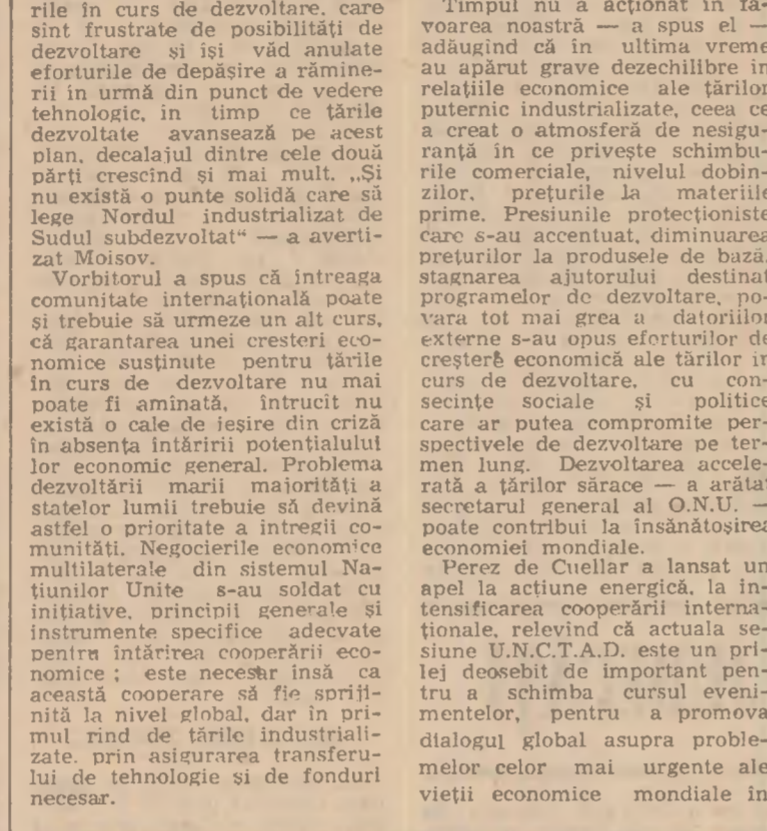 rile în curs de dezvoltare, care
sînt frustrate de posibilități de
dezvoltare și își văd anulate
eforturile de depășire a rămine-
rii în urmă din punct de vedere
tehnologic, in timp ce țările
dezvoltate avansează pe acest
plan, decalajul dintre cele două
părți crescînd și mai mult. „Și
nu există o punte solidă care să
lege Nordul industrializat de
Sudul subdezvoltat“ — a averti-
zat Moisov.
Vorbitorul a spus că întreaga
comunitate internațională poate
și trebuie să urmeze un alt curs,
că garantarea unei cresteri eco-
nomice susținute pentru țările
în curs de dezvoltare nu mai
poate fi amînată, întrucît nu
există o cale de ieșire din criză
în absența întăririi potențialului
lor economic general. Problema
dezvoltării marii majorități a
statelor lumii trebuie să devină
astfel o prioritate a întregii co-
munități. Negocierile economice
multilaterale din sistemul Na-
țiunilor Unite s-au soldat cu
inițiative, principii generale și
instrumente specifice adecvate
pentru întărirea cooperării eco-
nomice ; este necesar însă ca
această cooperare să fie spriji-
nită la nivel global, dar în pri-
mul rînd de țările industriali-
zate, prin asigurarea transferu-
lui de tehnologie și de fonduri
necesar.
Timpul nu a acționat în fa-
voarea noastră — a spus el —
adăugind că în ultima vreme
au apărut grave dezechilibre in
relațiile economice ale țărilor
puternic industrializate, ceea ce
a creat o atmosferă de nesigu-
ranță în ce privește schimbu-
rile comerciale, nivelul dobîn-
zilor, prețurile la materiile
prime. Presiunile protecționiste
care s-au accentuat, diminuarea
prețurilor la produsele de bază,
stagnarea ajutorului destinat
programelor de dezvoltare, po-
vara tot mai grea a datoriilor
externe s-au opus eforturilor de
creștere economică ale țărilor in
curs de dezvoltare, cu con-
secințe sociale și politice
care ar putea compromite per-
spectivele de dezvoltare pe ter-
men lung. Dezvoltarea accele-
rată a țărilor sărace — a arătat
secretarul general al O.N.U. —
poate contribui la însănătoșirea
economiei mondiale.
Perez de Cuellar a lansat un
apel la acțiune energică, la in-
tensificarea cooperării interna-
ționale, relevînd că actuala se-
siune U.N.C.T.A.D. este un pri-
lej deosebit de important pen-
tru a schimba cursul eveni-
mentelor, pentru a promova
dialogul global asupra proble-
melor celor mai urgente ale
vieții economice mondiale în